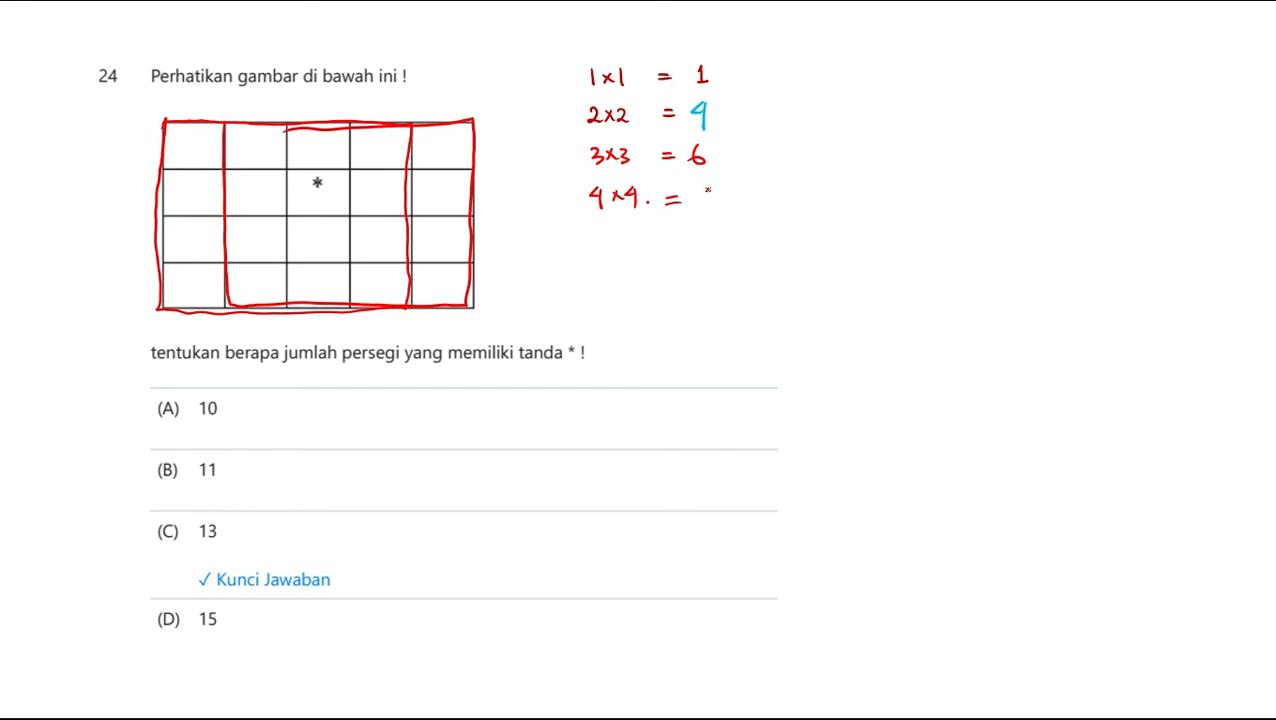 24 Perhatikan gambar di bawah ini !
1x1 = 1
2x2 = 4
3x3 = 6
4x4. =
*
tentukan berapa jumlah persegi yang memiliki tanda * !
(A) 10
(B) 11
(C) 13
✓ Kunci Jawaban
(D) 15